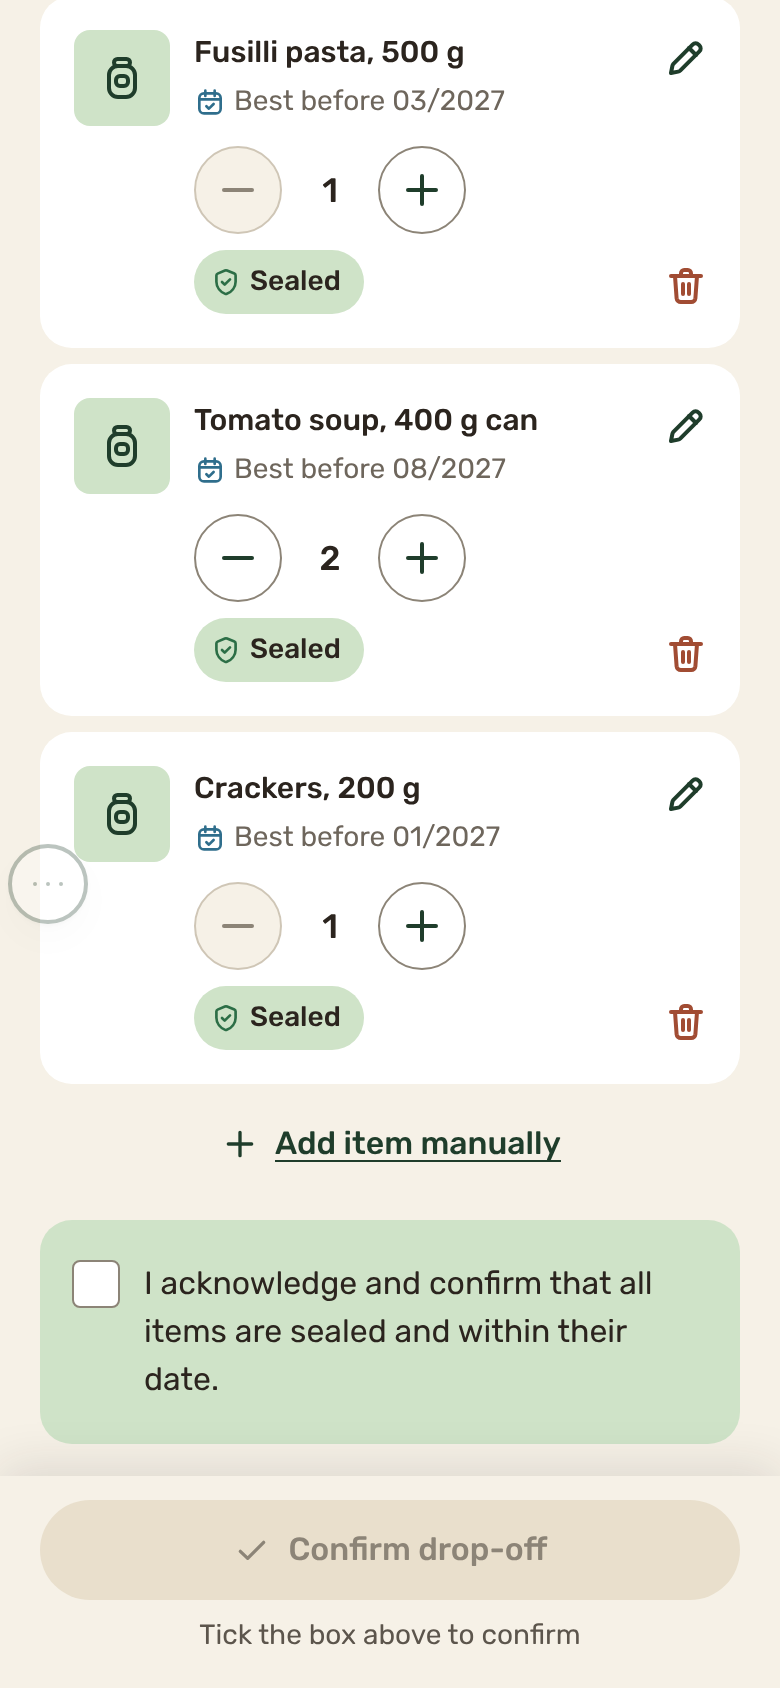 Fusilli pasta, 500 g
Best before 03/2027
1
Sealed
Tomato soup, 400 g can
Best before 08/2027
2
Sealed
Crackers, 200 g
Best before 01/2027
1
Sealed
Add item manually
I acknowledge and confirm that all
items are sealed and within their
date.
Confirm drop-off
Tick the box above to confirm